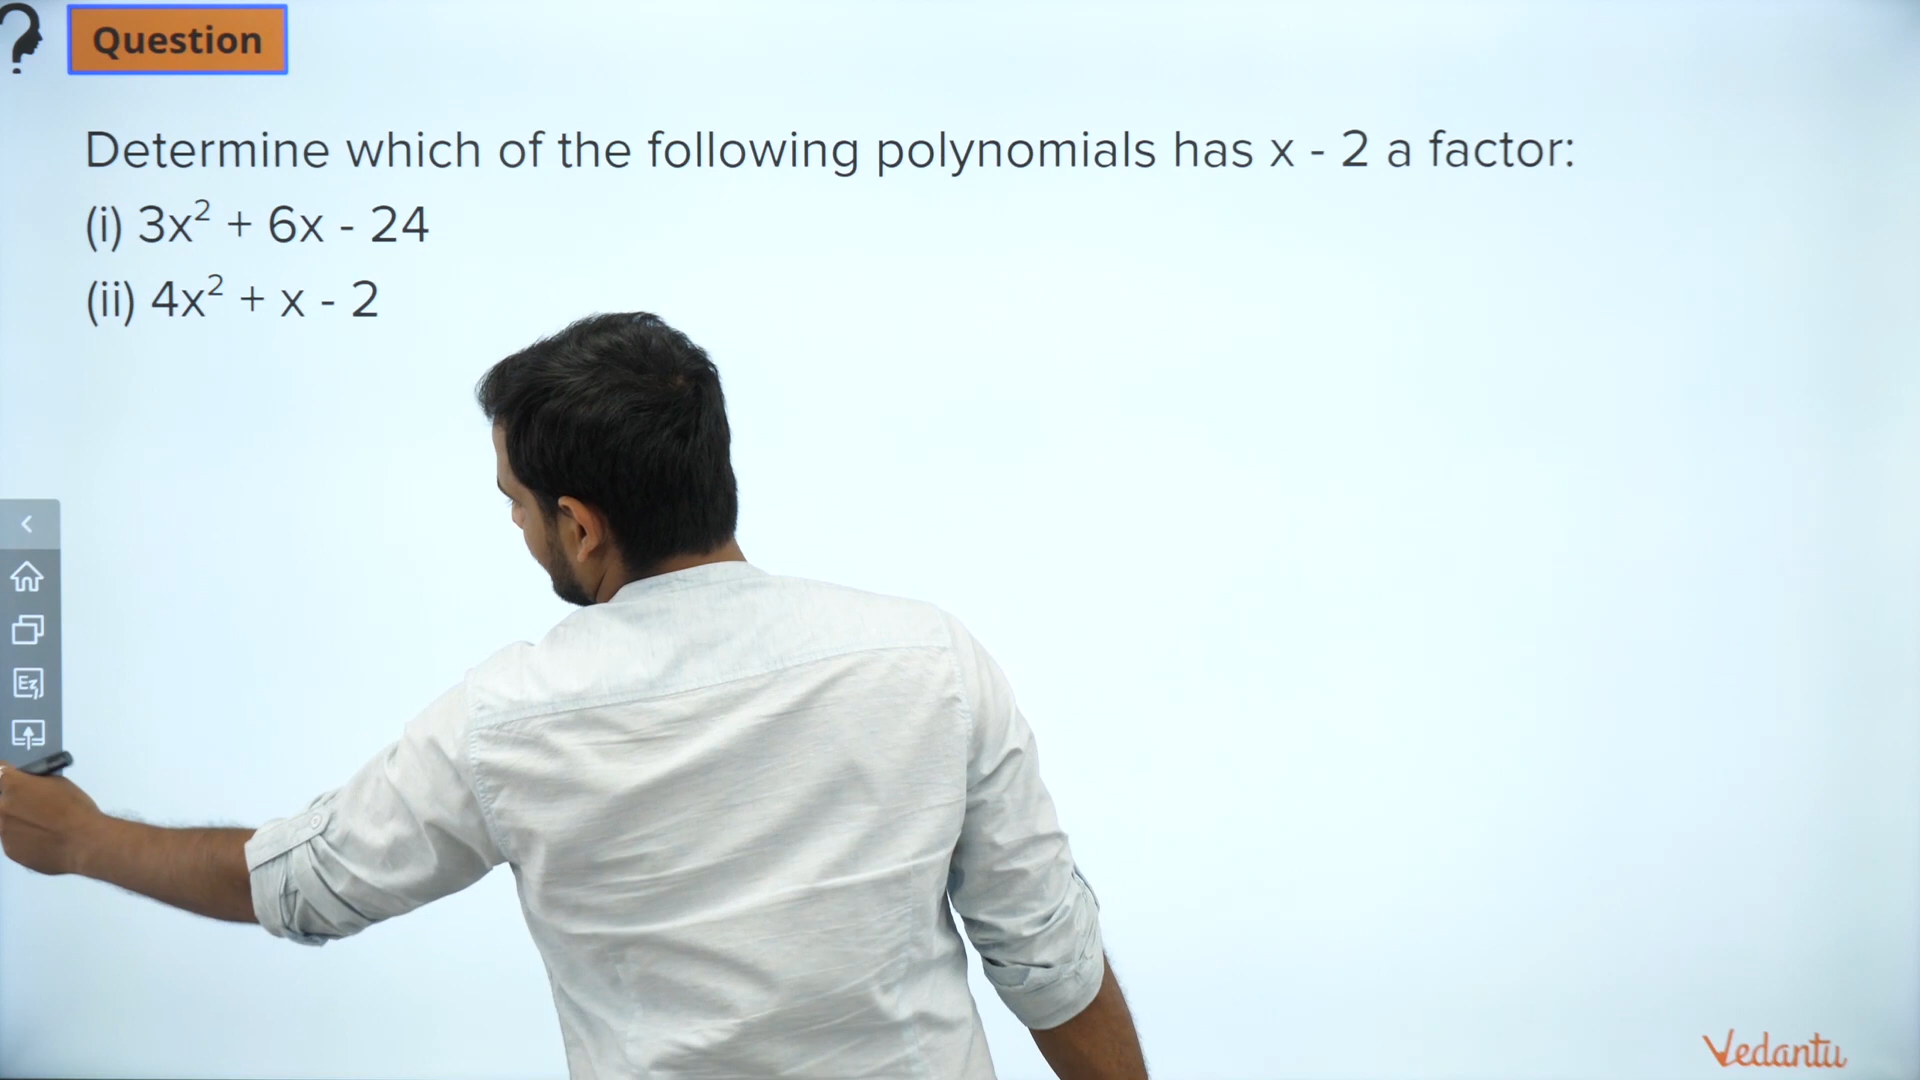 Question
Determine which of the following polynomials has x - 2 a factor:
(i) 3x² + 6x - 24
(ii) 4x² + x - 2
Vedantu